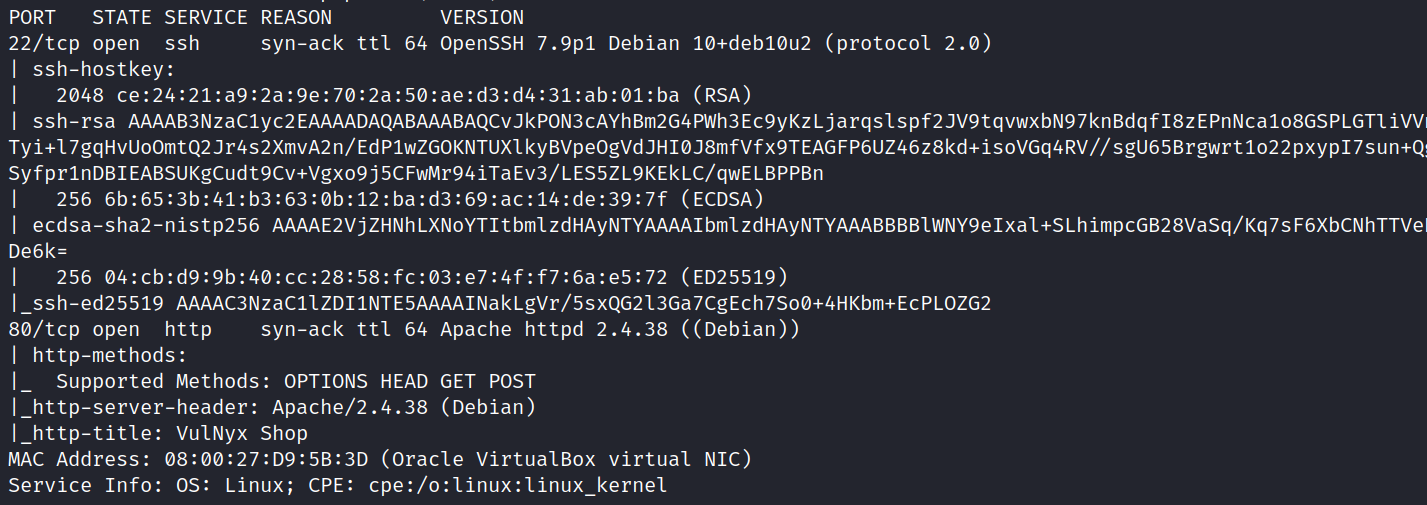 PORT   STATE SERVICE REASON         VERSION
22/tcp open  ssh     syn-ack ttl 64 OpenSSH 7.9p1 Debian 10+deb10u2 (protocol 2.0)
| ssh-hostkey:
|   2048 ce:24:21:a9:2a:9e:70:2a:50:ae:d3:d4:31:ab:01:ba (RSA)
| ssh-rsa AAAAB3NzaC1yc2EAAAADAQABAAABAQCvJkPON3cAYhBm2G4PWh3Ec9yKzLjarqslspf2JV9tqvwxbN97knBdqfI8zEPnNca1o8GSPLGTliVV
Tyi+l7gqHvUoOmtQ2Jr4s2XmvA2n/EdP1wZGOKNTUXlkyBVpeOgVdJHI0J8mfVfx9TEAGFP6UZ46z8kd+isoVGq4RV//sgU65Brgwrt1o22pxypI7sun+Q
Syfpr1nDBIEABSUKgCudt9Cv+Vgxo9j5CFwMr94iTaEv3/LES5ZL9KEkLC/qwELBPPBn
|   256 6b:65:3b:41:b3:63:0b:12:ba:d3:69:ac:14:de:39:7f (ECDSA)
| ecdsa-sha2-nistp256 AAAAE2VjZHNhLXNoYTItbmlzdHAyNTYAAAAIbmlzdHAyNTYAAABBBBlWNY9eIxal+SLhimpcGB28VaSq/Kq7sF6XbCNhTTVe
De6k=
|   256 04:cb:d9:9b:40:cc:28:58:fc:03:e7:4f:f7:6a:e5:72 (ED25519)
|_ssh-ed25519 AAAAC3NzaC1lZDI1NTE5AAAAINakLgVr/5sxQG2l3Ga7CgEch7So0+4HKbm+EcPLOZG2
80/tcp open  http    syn-ack ttl 64 Apache httpd 2.4.38 ((Debian))
| http-methods:
|_  Supported Methods: OPTIONS HEAD GET POST
|_http-server-header: Apache/2.4.38 (Debian)
|_http-title: VulNyx Shop
MAC Address: 08:00:27:D9:5B:3D (Oracle VirtualBox virtual NIC)
Service Info: OS: Linux; CPE: cpe:/o:linux:linux_kernel